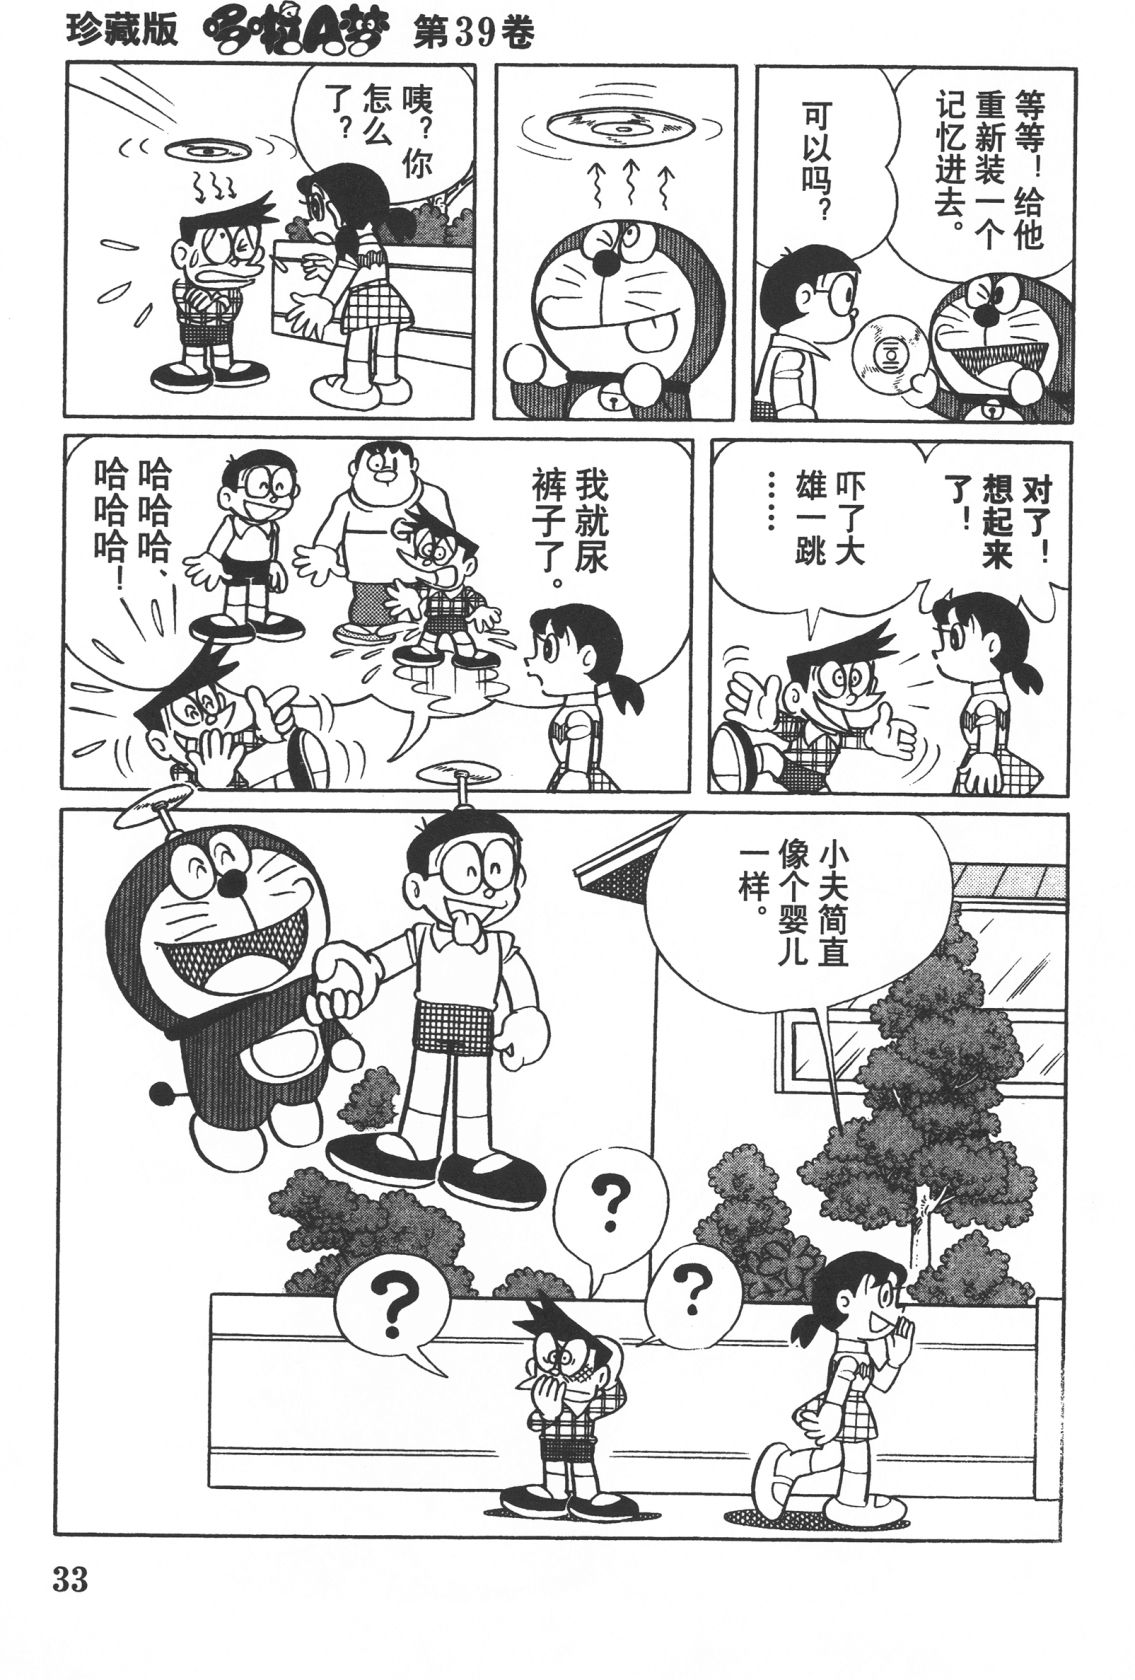 珍藏版 哆啦A梦 第39卷
等等！给他
重新装一个
记忆进去。
可以吗？
咦？你
怎么
了？
对了！
想起来
了！
吓了大
雄一跳
……
我就尿
裤子了。
哈哈哈、
哈哈哈！
小夫简直
像个婴儿
一样。
？
？
？
33